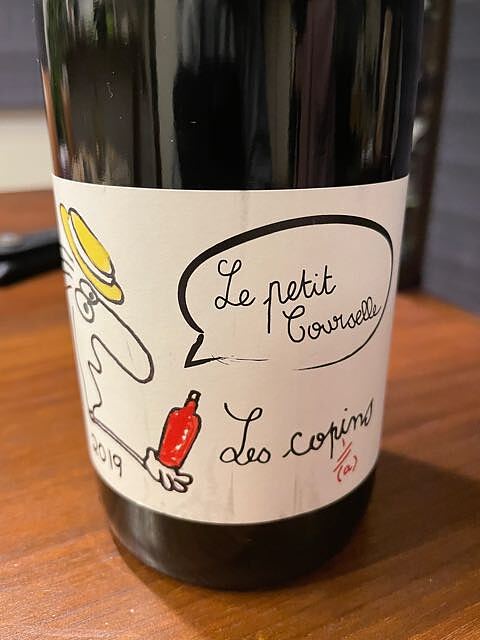 Le petit
Courselle
Les copins
(a)
2019